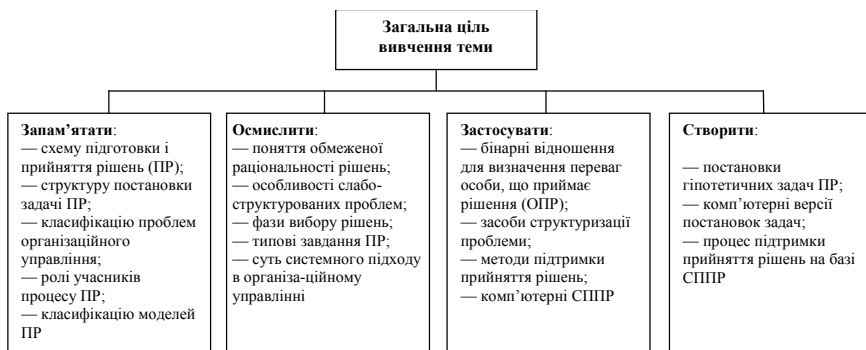 Загальна ціль
вивчення теми
Запам’ятати:
— схему підготовки і
прийняття рішень (ПР);
— структуру постановки
задачі ПР;
— класифікацію проблем
організаційного
управління;
— ролі учасників
процесу ПР;
— класифікацію моделей
ПР
Осмислити:
— поняття обмеженої
раціональності рішень;
— особливості слабо-
структурованих проблем;
— фази вибору рішень;
— типові завдання ПР;
— суть системного підходу
в організа-ційному
управлінні
Застосувати:
— бінарні відношення
для визначення переваг
особи, що приймає
рішення (ОПР);
— засоби структуризації
проблеми;
— методи підтримки
прийняття рішень;
— комп’ютерні СППР
Створити:
— постановки
гіпотетичних задач ПР;
— комп’ютерні версії
постановок задач;
— процес підтримки
прийняття рішень на базі
СППР